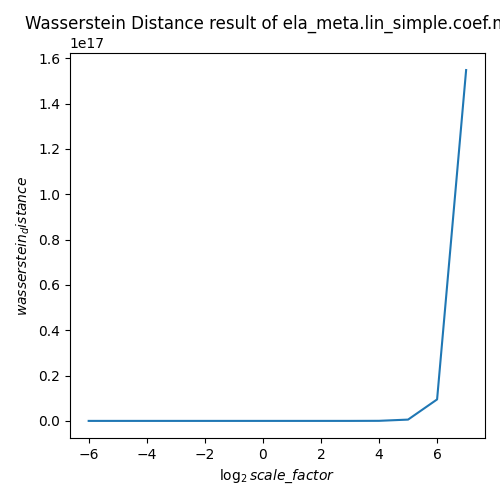 Wasserstein Distance result of ela_meta.lin_simple.coef.m
1e17
1.6
1.4
1.2
1.0
0.8
0.6
0.4
0.2
0.0
wasserstein_distance
−6 −4 −2 0 2 4 6
log₂ scale_factor